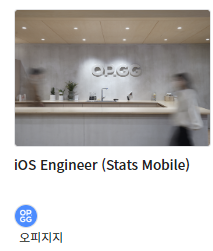 OP.GG
iOS Engineer (Stats Mobile)
OP.
GG
오피지지